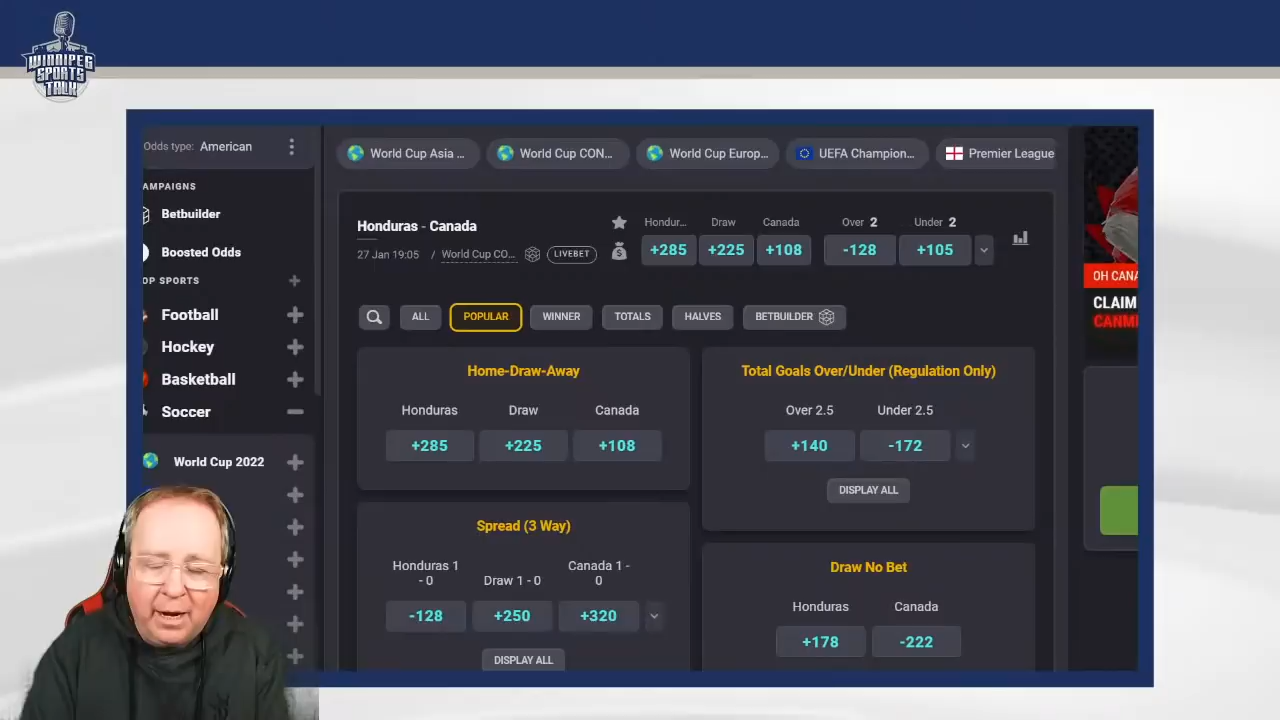 WINNIPEG
SPORTS
TALK
Odds type: American
AMPAIGNS
Betbuilder
Boosted Odds
OP SPORTS
Football
Hockey
Basketball
Soccer
World Cup 2022
World Cup Asia ...
World Cup CON...
World Cup Europ...
UEFA Champion...
Premier League
Honduras - Canada
27 Jan 19:05 / World Cup CO...
LIVEBET
Hondur... Draw Canada Over 2 Under 2
+285 +225 +108 -128 +105
ALL POPULAR WINNER TOTALS HALVES BETBUILDER
Home-Draw-Away
Honduras Draw Canada
+285 +225 +108
Total Goals Over/Under (Regulation Only)
Over 2.5 Under 2.5
+140 -172
DISPLAY ALL
Spread (3 Way)
Honduras 1
- 0
Draw 1 - 0
Canada 1 -
0
-128 +250 +320
DISPLAY ALL
Draw No Bet
Honduras Canada
+178 -222
OH CANA
CLAIM
CANM